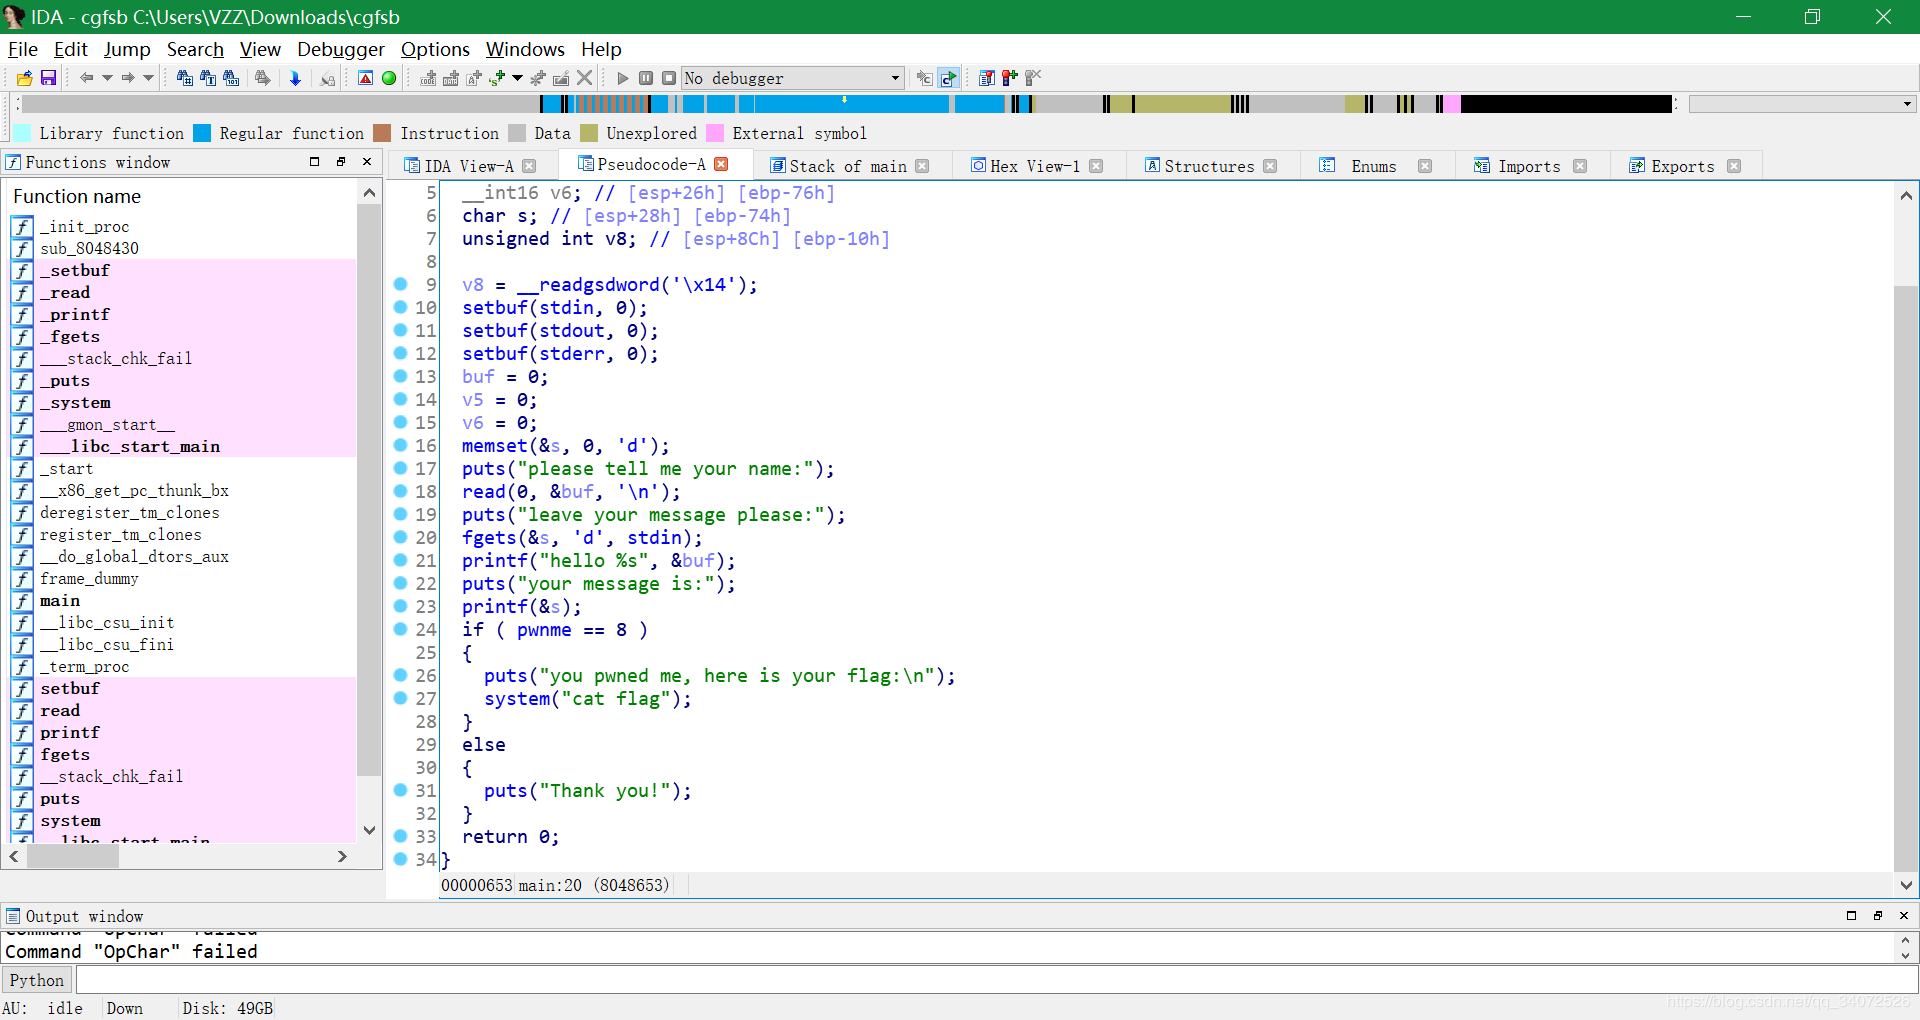 IDA - cgfsb C:\Users\VZZ\Downloads\cgfsb
File Edit Jump Search View Debugger Options Windows Help
No debugger
Library function Regular function Instruction Data Unexplored External symbol
Functions window
IDA View-A Pseudocode-A Stack of main Hex View-1 Structures Enums Imports Exports
Function name
_init_proc
sub_8048430
_setbuf
_read
_printf
_fgets
___stack_chk_fail
_puts
_system
___gmon_start__
___libc_start_main
_start
__x86_get_pc_thunk_bx
deregister_tm_clones
register_tm_clones
__do_global_dtors_aux
frame_dummy
main
__libc_csu_init
__libc_csu_fini
_term_proc
setbuf
read
printf
fgets
__stack_chk_fail
puts
system
__libc_start_main
5 __int16 v6; // [esp+26h] [ebp-76h]
6 char s; // [esp+28h] [ebp-74h]
7 unsigned int v8; // [esp+8Ch] [ebp-10h]
8
9 v8 = __readgsdword('\x14');
10 setbuf(stdin, 0);
11 setbuf(stdout, 0);
12 setbuf(stderr, 0);
13 buf = 0;
14 v5 = 0;
15 v6 = 0;
16 memset(&s, 0, 'd');
17 puts("please tell me your name:");
18 read(0, &buf, '\n');
19 puts("leave your message please:");
20 fgets(&s, 'd', stdin);
21 printf("hello %s", &buf);
22 puts("your message is:");
23 printf(&s);
24 if ( pwnme == 8 )
25 {
26 puts("you pwned me, here is your flag:\n");
27 system("cat flag");
28 }
29 else
30 {
31 puts("Thank you!");
32 }
33 return 0;
34 }
00000653 main:20 (8048653)
Output window
Command "OpChar" failed
Command "OpChar" failed
Python
AU: idle Down Disk: 49GB
https://blog.csdn.net/qq_34072526